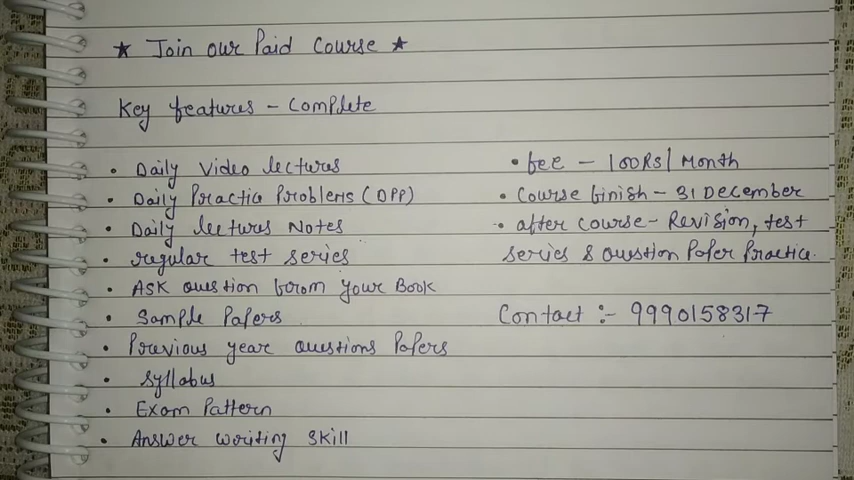 ★ Join our Paid Course ★
Key features - Complete
• Daily Video lectures
• Daily Practice Problems (DPP)
• Daily lectures Notes
• regular test series
• ASK question from your Book
• Sample Papers
• Previous year questions Papers
• Syllabus
• Exam Pattern
• Answer writing skill
• fee - 100RS/Month
• Course finish - 31 December
• after course - Revision, test
series & question Paper Practice.
Contact :- 9990158317